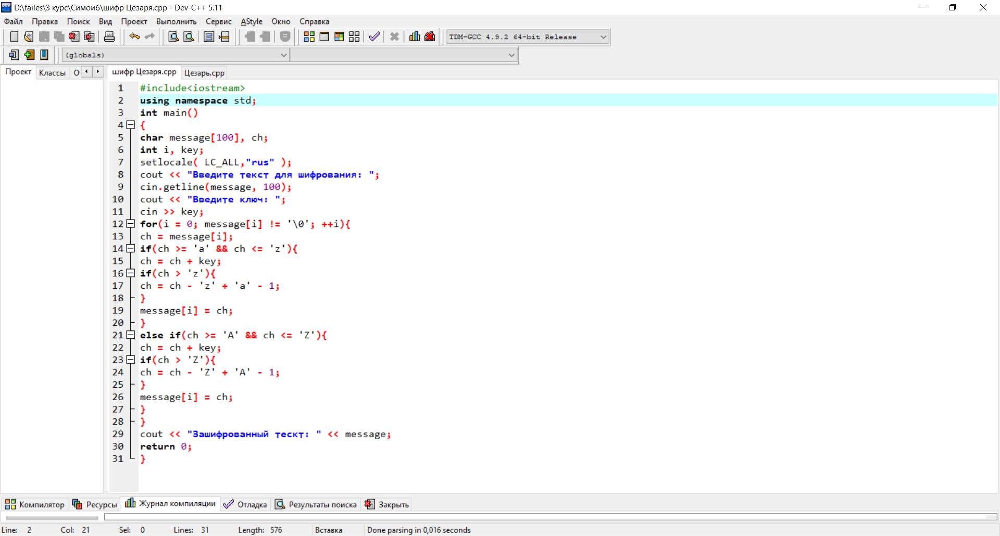 D:\failes\3 курс\Симоиб\шифр Цезаря.cpp - Dev-C++ 5.11
Файл Правка Поиск Вид Проект Выполнить Сервис AStyle Окно Справка
TDM-GCC 4.9.2 64-bit Release
(globals)
Проект Классы О
шифр Цезаря.cpp Цезарь.cpp
1 #include<iostream>
2 using namespace std;
3 int main()
4 {
5 char message[100], ch;
6 int i, key;
7 setlocale( LC_ALL,"rus" );
8 cout << "Введите текст для шифрования: ";
9 cin.getline(message, 100);
10 cout << "Введите ключ: ";
11 cin >> key;
12 for(i = 0; message[i] != '\0'; ++i){
13 ch = message[i];
14 if(ch >= 'a' && ch <= 'z'){
15 ch = ch + key;
16 if(ch > 'z'){
17 ch = ch - 'z' + 'a' - 1;
18 }
19 message[i] = ch;
20 }
21 else if(ch >= 'A' && ch <= 'Z'){
22 ch = ch + key;
23 if(ch > 'Z'){
24 ch = ch - 'Z' + 'A' - 1;
25 }
26 message[i] = ch;
27 }
28 }
29 cout << "Зашифрованный тескт: " << message;
30 return 0;
31 }
Компилятор Ресурсы Журнал компиляции Отладка Результаты поиска Закрыть
Line: 2 Col: 21 Sel: 0 Lines: 31 Length: 576 Вставка Done parsing in 0,016 seconds